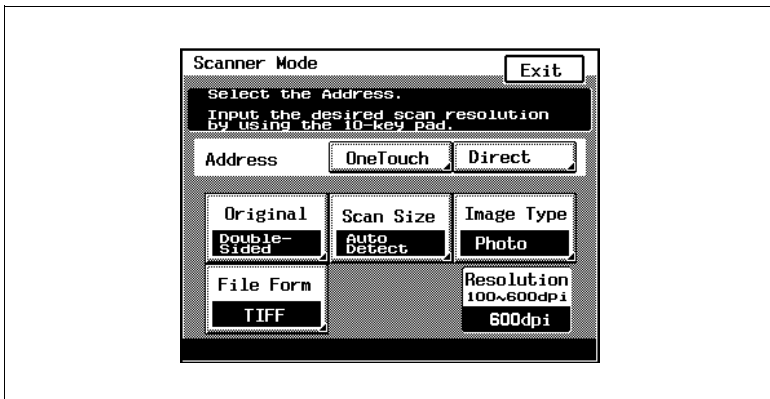 Scanner Mode
Exit
Select the Address.
Input the desired scan resolution
by using the 10-key pad.
Address
OneTouch
Direct
Original
Double-
Sided
Scan Size
Auto
Detect
Image Type
Photo
File Form
TIFF
Resolution
100~600dpi
600dpi